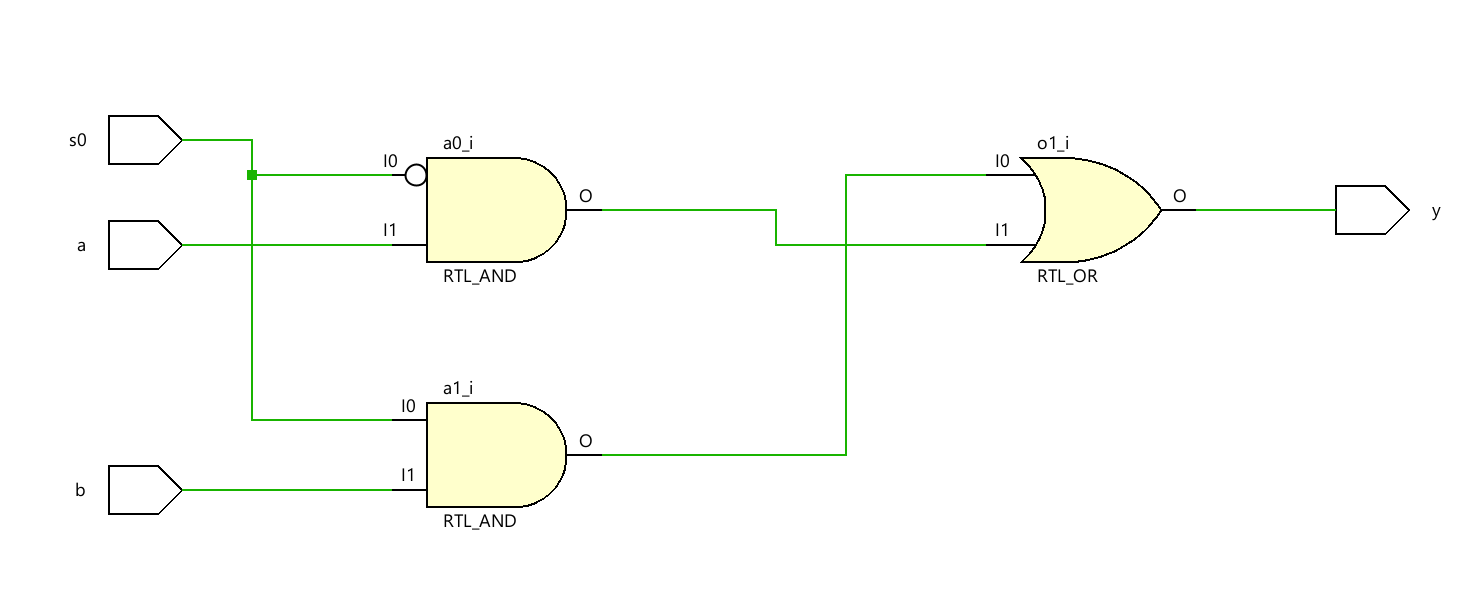 s0
a
b
a0_i
I0
I1
O
RTL_AND
a1_i
I0
I1
O
RTL_AND
o1_i
I0
I1
O
RTL_OR
y